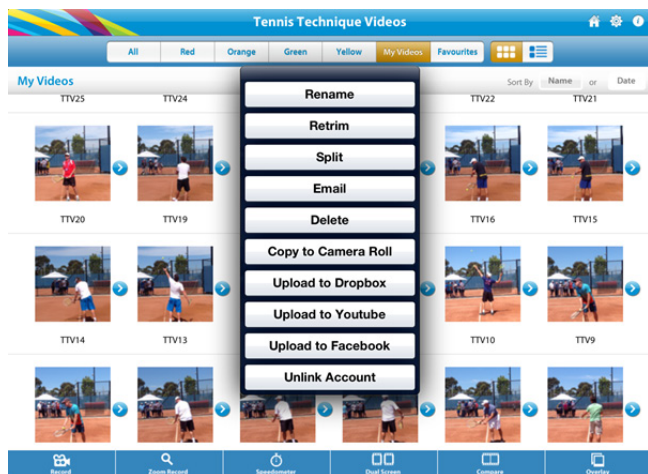 Tennis Technique Videos
All Red Orange Green Yellow My Videos Favourites
My Videos Sort By Name or Date
TTV25 TTV24 TTV22 TTV21
Rename
Retrim
Split
Email
Delete
Copy to Camera Roll
Upload to Dropbox
Upload to Youtube
Upload to Facebook
Unlink Account
TTV20 TTV19 TTV16 TTV15
TTV14 TTV13 TTV10 TTV9
Record Zoom Record Speedometer Dual Screen Compare Overlay